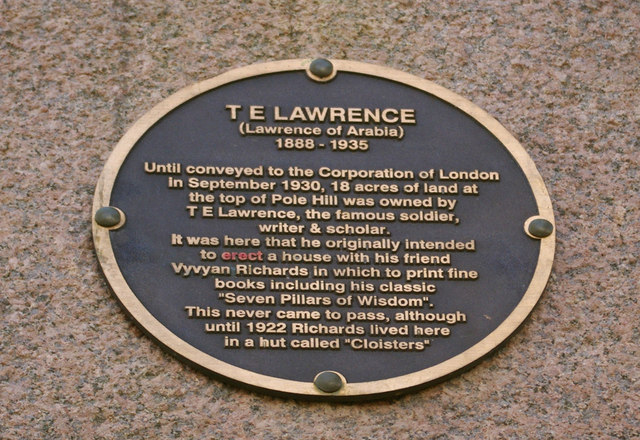 T E LAWRENCE
(Lawrence of Arabia)
1888 - 1935
Until conveyed to the Corporation of London
In September 1930, 18 acres of land at
the top of Pole Hill was owned by
T E Lawrence, the famous soldier,
writer & scholar.
It was here that he originally intended
to erect a house with his friend
Vyvyan Richards in which to print fine
books including his classic
"Seven Pillars of Wisdom".
This never came to pass, although
until 1922 Richards lived here
in a hut called "Cloisters"